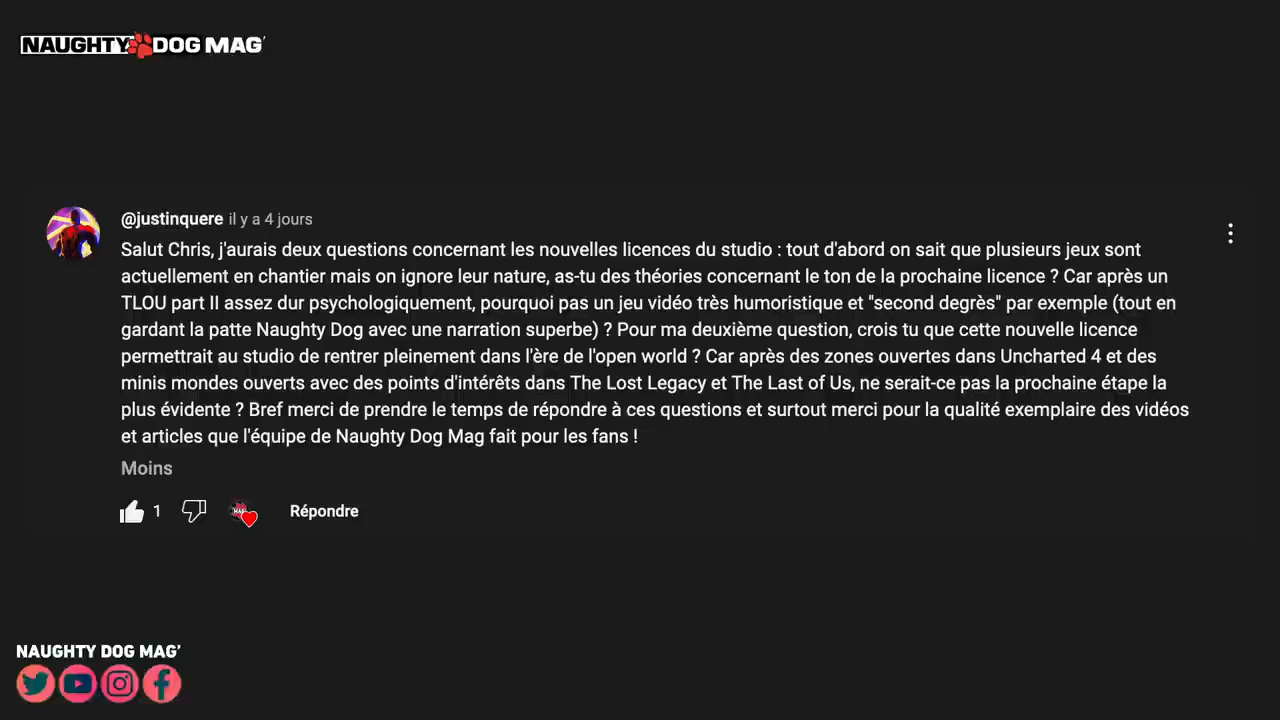 NAUGHTY DOG MAG'
@justinquere il y a 4 jours
Salut Chris, j'aurais deux questions concernant les nouvelles licences du studio : tout d'abord on sait que plusieurs jeux sont
actuellement en chantier mais on ignore leur nature, as-tu des théories concernant le ton de la prochaine licence ? Car après un
TLOU part II assez dur psychologiquement, pourquoi pas un jeu vidéo très humoristique et "second degrès" par exemple (tout en
gardant la patte Naughty Dog avec une narration superbe) ? Pour ma deuxième question, crois tu que cette nouvelle licence
permettrait au studio de rentrer pleinement dans l'ère de l'open world ? Car après des zones ouvertes dans Uncharted 4 et des
minis mondes ouverts avec des points d'intérêts dans The Lost Legacy et The Last of Us, ne serait-ce pas la prochaine étape la
plus évidente ? Bref merci de prendre le temps de répondre à ces questions et surtout merci pour la qualité exemplaire des vidéos
et articles que l'équipe de Naughty Dog Mag fait pour les fans !
Moins
1 Répondre
NAUGHTY DOG MAG'